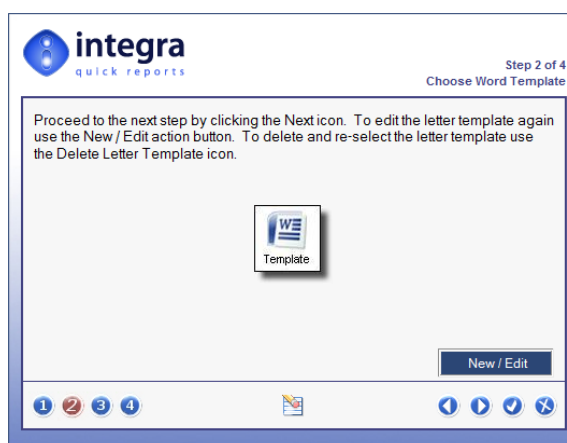 integra
quick reports
Step 2 of 4
Choose Word Template
Proceed to the next step by clicking the Next icon. To edit the letter template again
use the New / Edit action button. To delete and re-select the letter template use
the Delete Letter Template icon.
W
Template
New / Edit
1 2 3 4